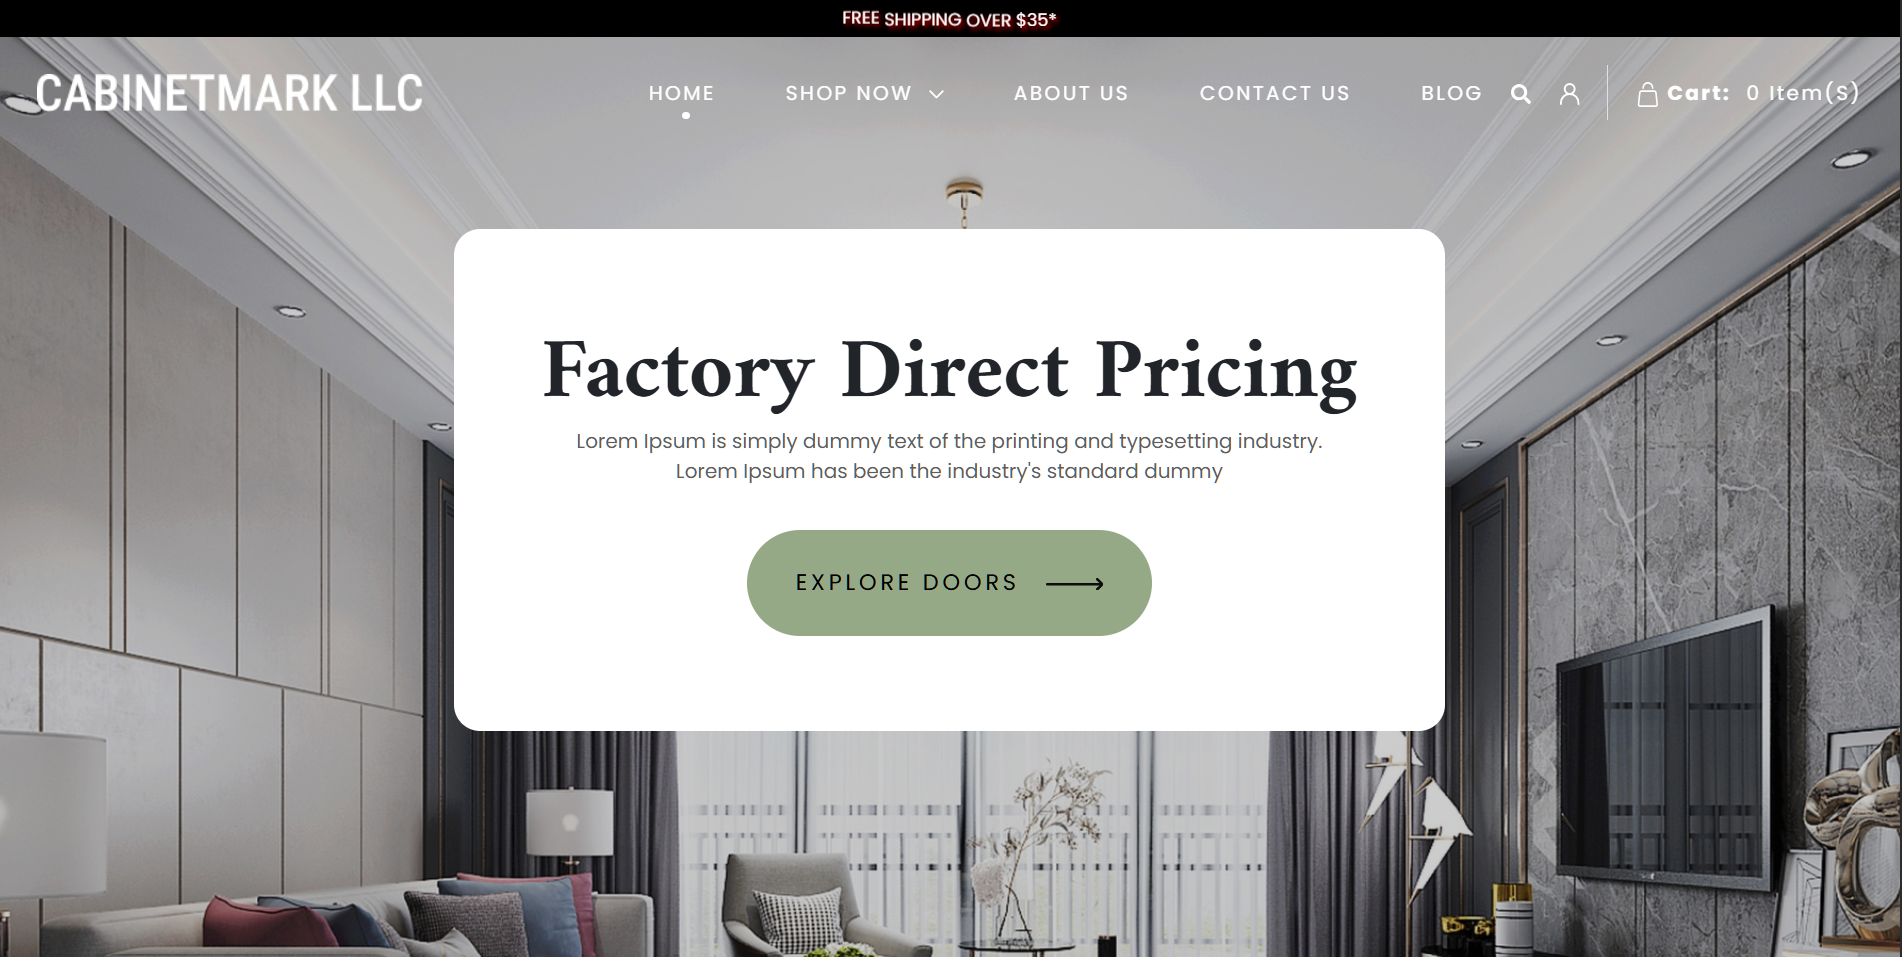 FREE SHIPPING OVER $35*
CABINETMARK LLC
HOME
SHOP NOW
ABOUT US
CONTACT US
BLOG
Cart: 0 Item(S)
Factory Direct Pricing
Lorem Ipsum is simply dummy text of the printing and typesetting industry.
Lorem Ipsum has been the industry's standard dummy
EXPLORE DOORS